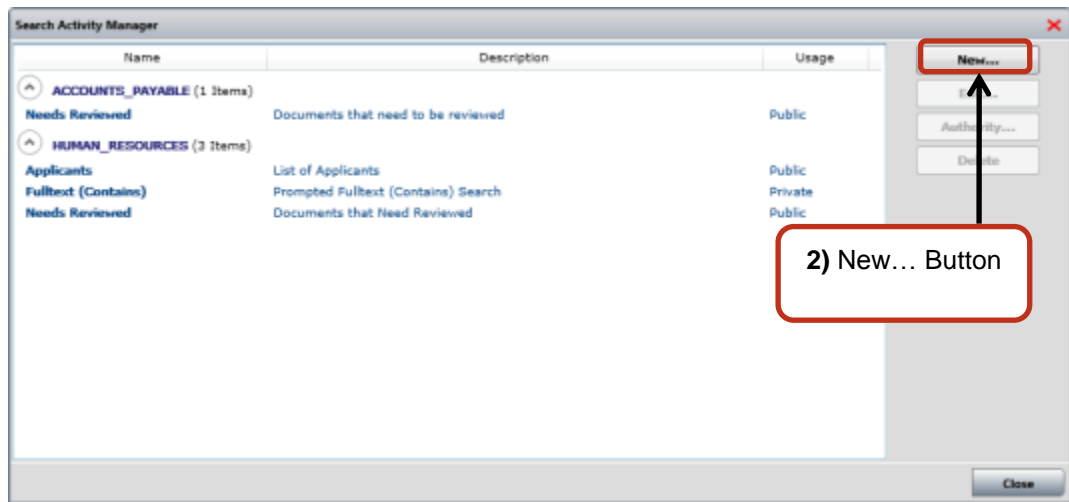 Search Activity Manager
Name Description Usage
New...
ACCOUNTS_PAYABLE (1 Items)
Needs Reviewed Documents that need to be reviewed Public
Authority...
HUMAN_RESOURCES (3 Items)
Delete
Applicants List of Applicants Public
Fulltext (Contains) Prompted Fulltext (Contains) Search Private
Needs Reviewed Documents that Need Reviewed Public
2) New… Button
Close